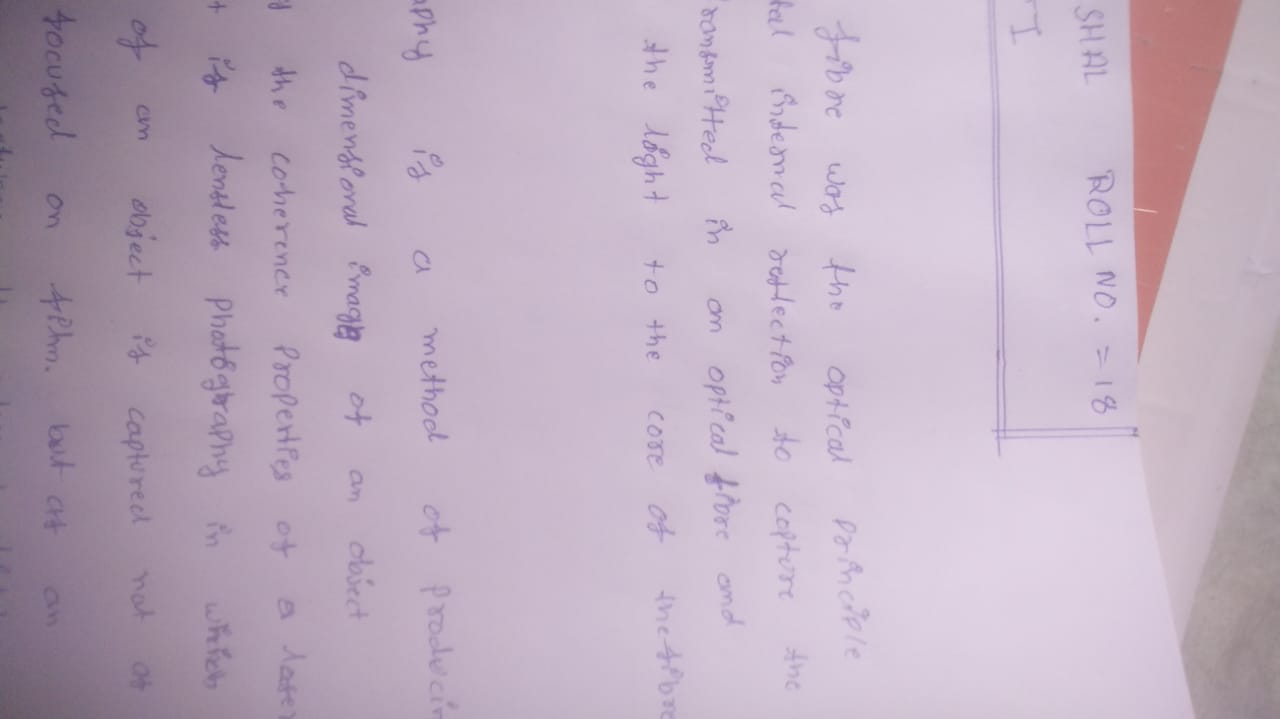 SHAL ROLL NO. = 18
I
fibre was the optical principle
tal internal reflection to capture the
ransmitted in an optical fibre and
the light to the core of the fibre
aphy is a method of producin
dimensional image of an object
y the coherence Properties of a laser
t is lensless photography in which
of an object is captured not as
focused on film. but as an